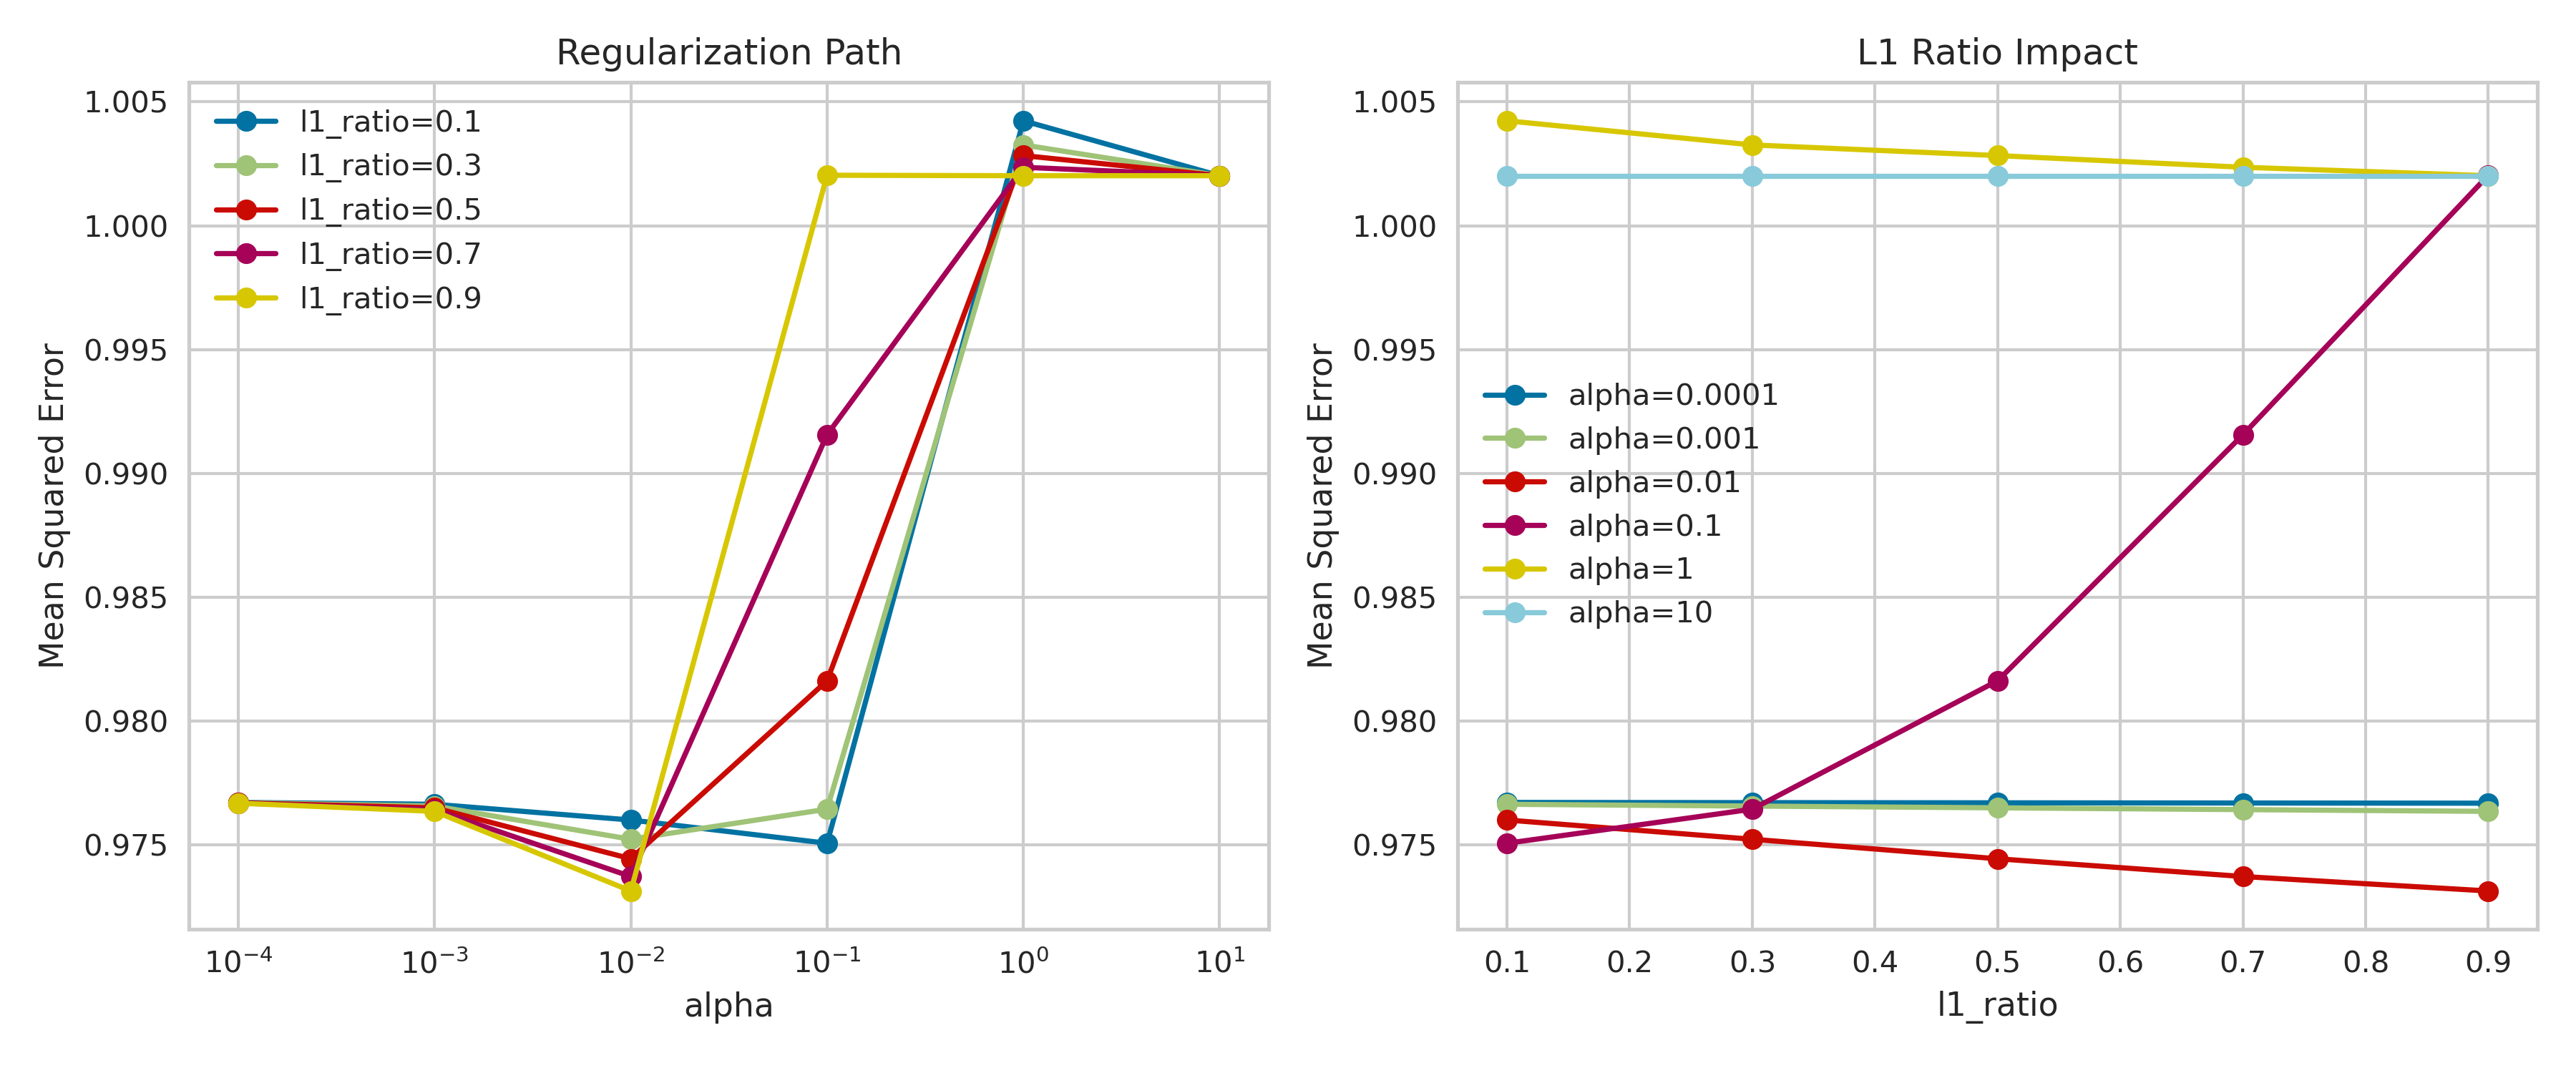 Regularization Path
1.005
1.000
0.995
0.990
0.985
0.980
0.975
Mean Squared Error
l1_ratio=0.1
l1_ratio=0.3
l1_ratio=0.5
l1_ratio=0.7
l1_ratio=0.9
10⁻⁴ 10⁻³ 10⁻² 10⁻¹ 10⁰ 10¹
alpha
L1 Ratio Impact
1.005
1.000
0.995
0.990
0.985
0.980
0.975
Mean Squared Error
alpha=0.0001
alpha=0.001
alpha=0.01
alpha=0.1
alpha=1
alpha=10
0.1 0.2 0.3 0.4 0.5 0.6 0.7 0.8 0.9
l1_ratio